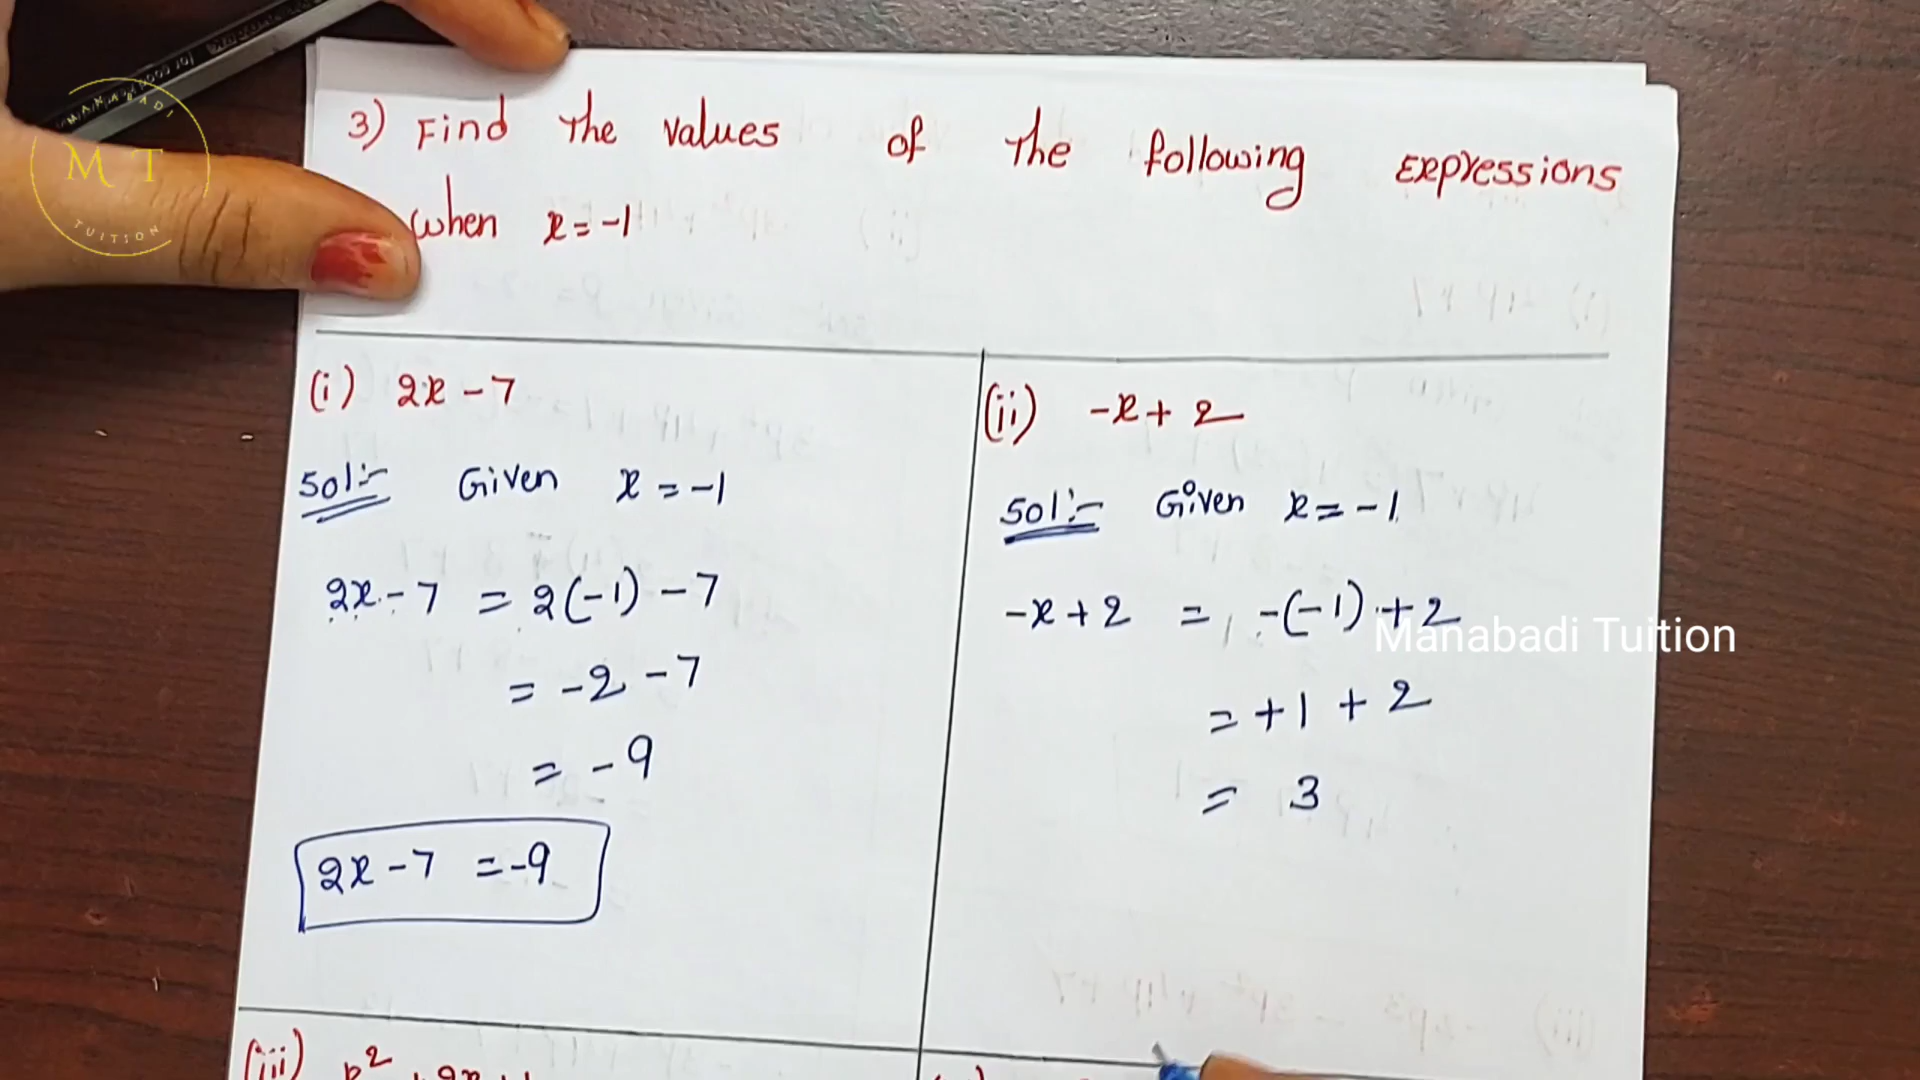 MANABADI
MT
TUITION
3) Find The values of The following Expressions
when x = -1
(i) 2x - 7
Sol:- Given x = -1
2x - 7 = 2(-1) - 7
= -2 - 7
= -9
2x - 7 = -9
(ii) -x + 2
Sol:- Given x = -1
-x + 2 = -(-1) + 2
Manabadi Tuition
= +1 + 2
= 3
(iii)